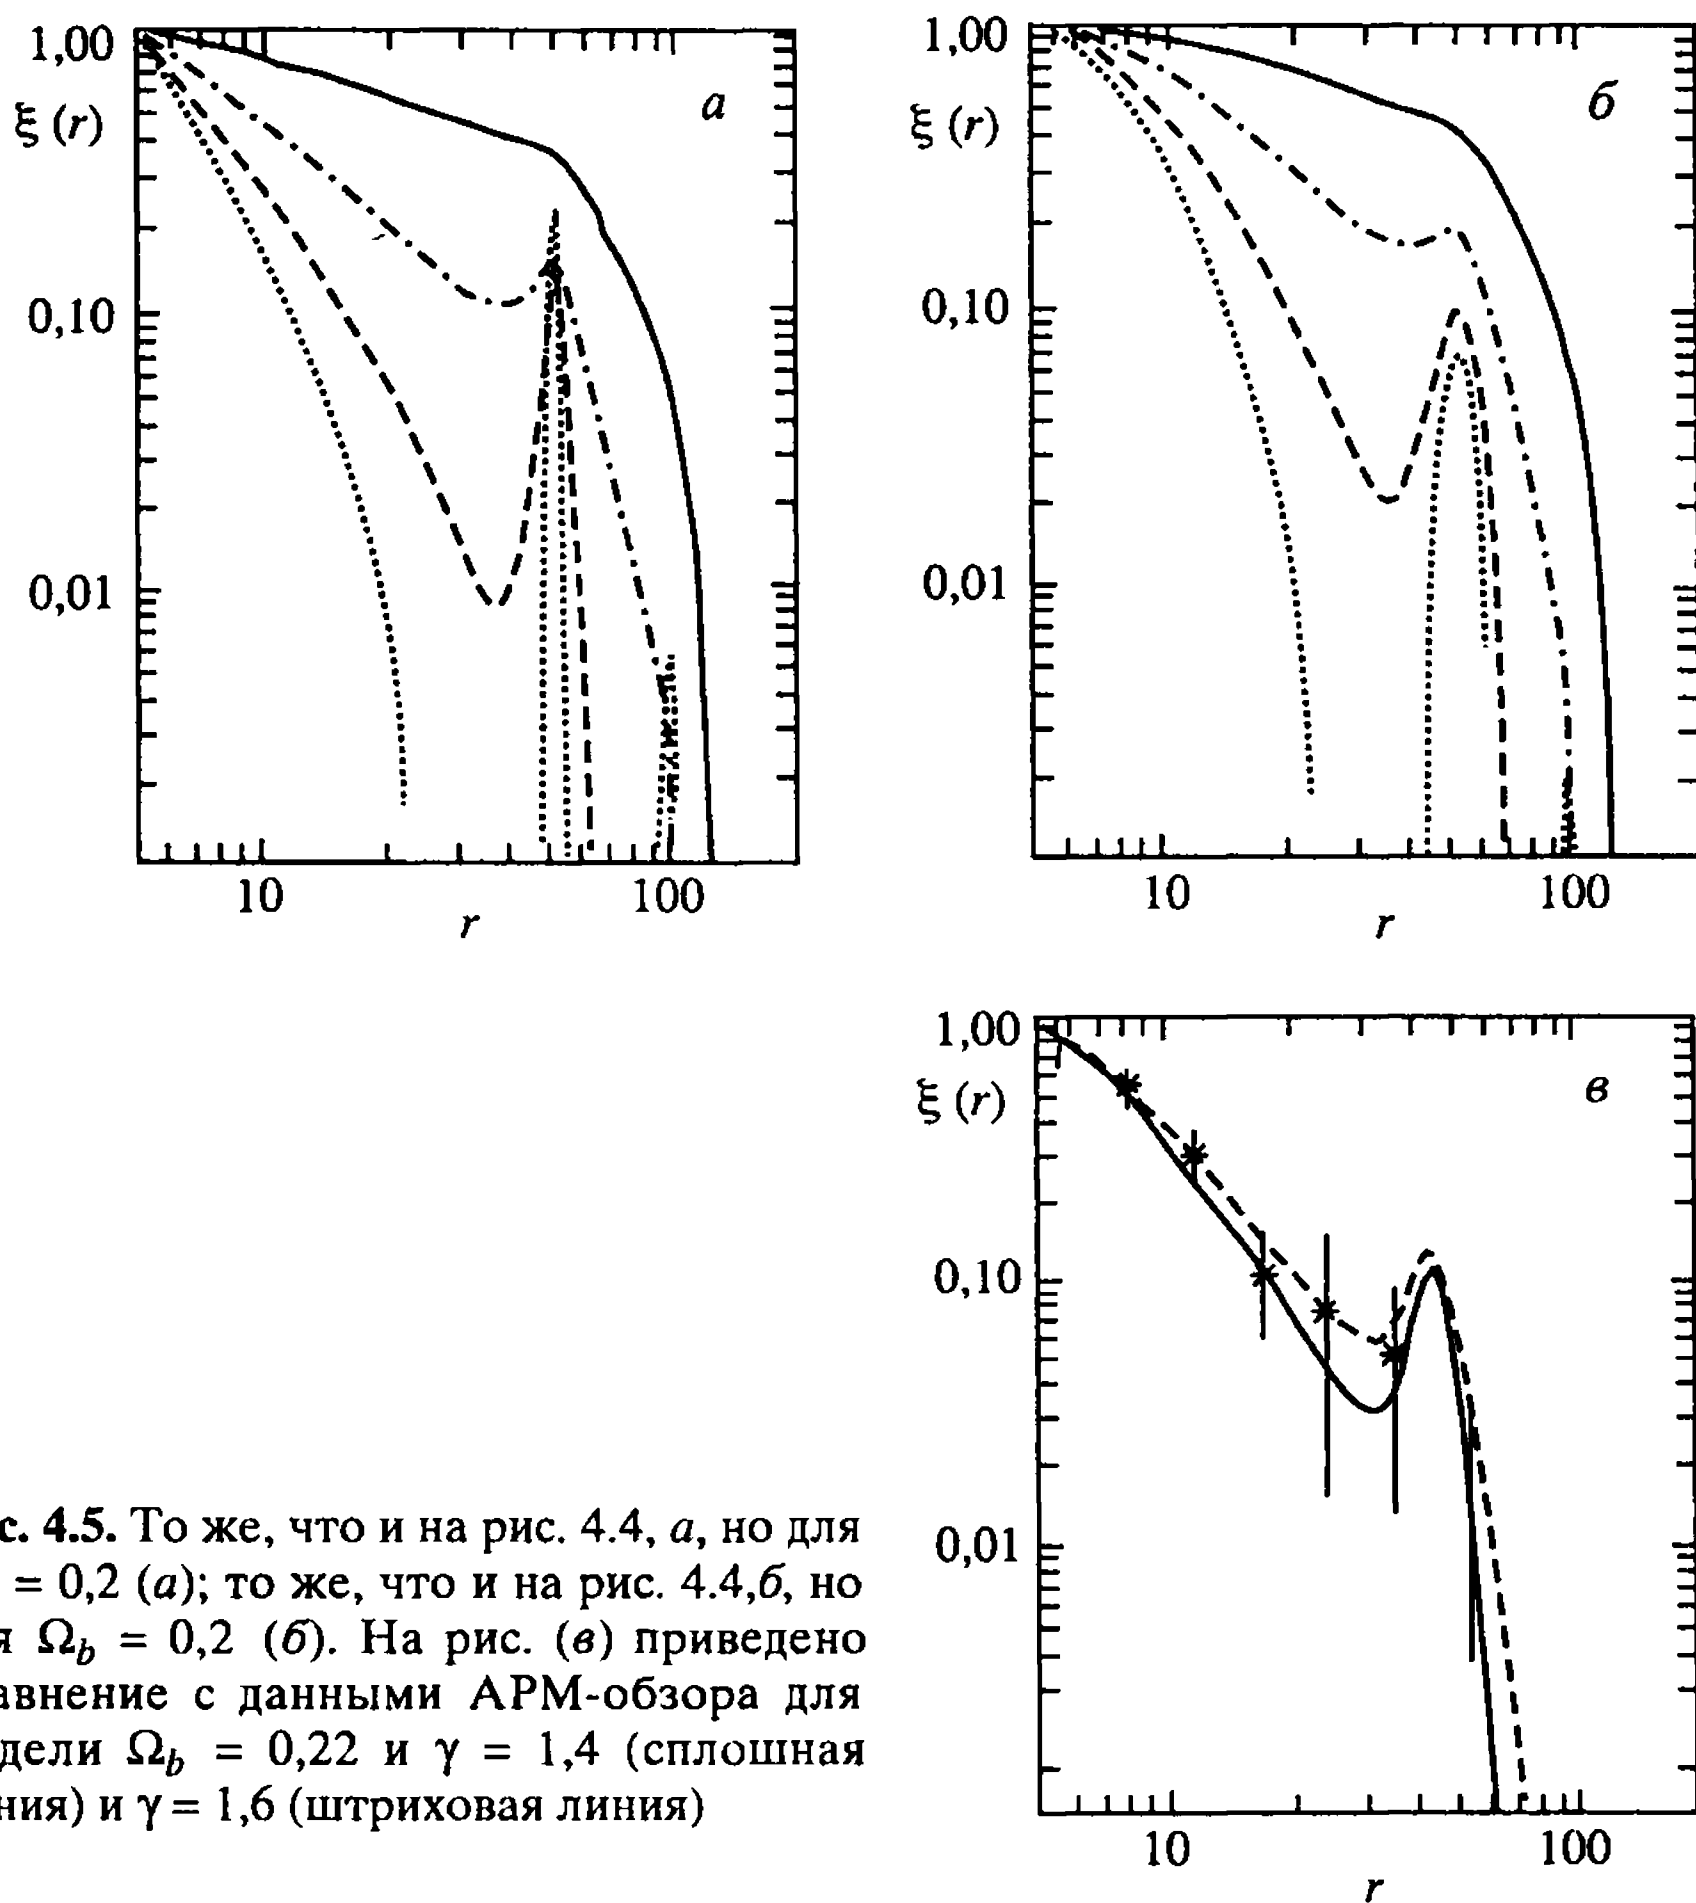 1,00
ξ (r)
0,10
0,01
10
100
r
а
1,00
ξ (r)
0,10
0,01
10
100
r
б
1,00
ξ (r)
0,10
0,01
10
100
r
в
с. 4.5. То же, что и на рис. 4.4, а, но для
= 0,2 (а); то же, что и на рис. 4.4,б, но
я Ω_b = 0,2 (б). На рис. (в) приведено
авнение с данными АРМ-обзора для
дели Ω_b = 0,22 и γ = 1,4 (сплошная
ния) и γ = 1,6 (штриховая линия)